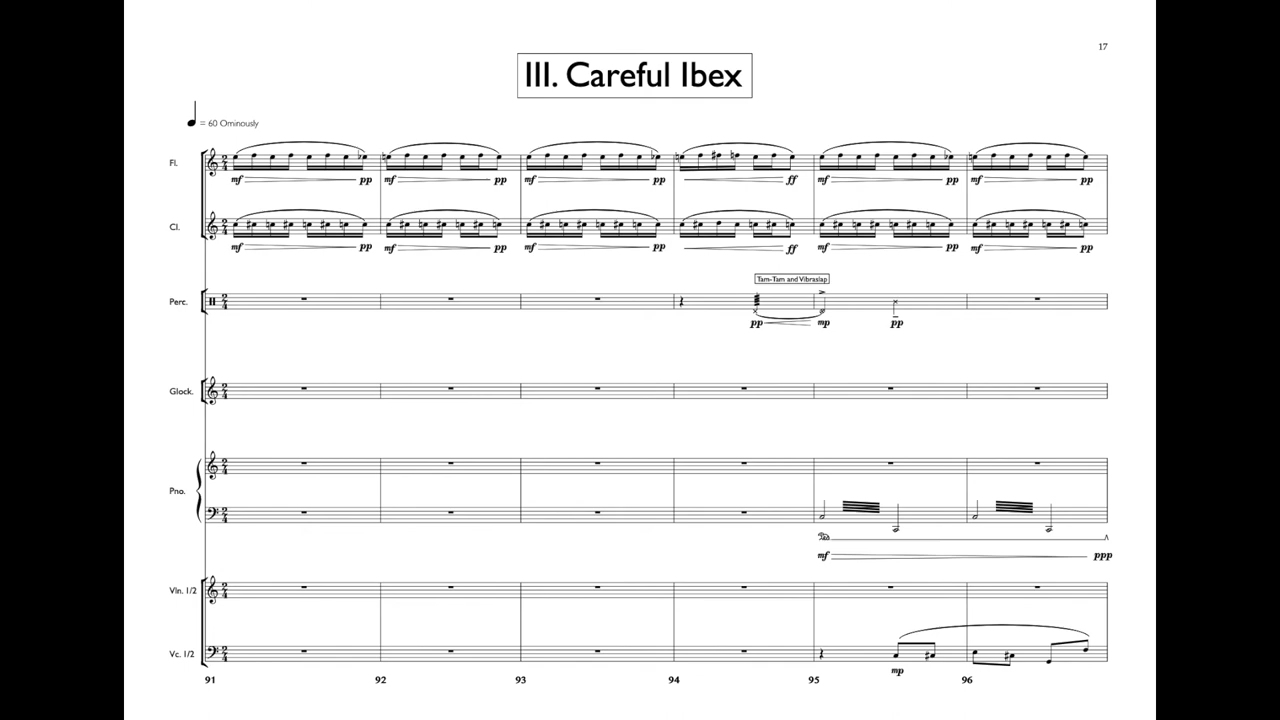 17
III. Careful Ibex
= 60 Ominously
Fl.
mf pp mf pp mf pp ff mf pp mf pp
Cl.
mf pp mf pp mf pp ff mf pp mf pp
Tam-Tam and Vibraslap
Perc.
pp mp pp
Glock.
Pno.
mf ppp
Vln. 1/2
Vc. 1/2
mp
91 92 93 94 95 96